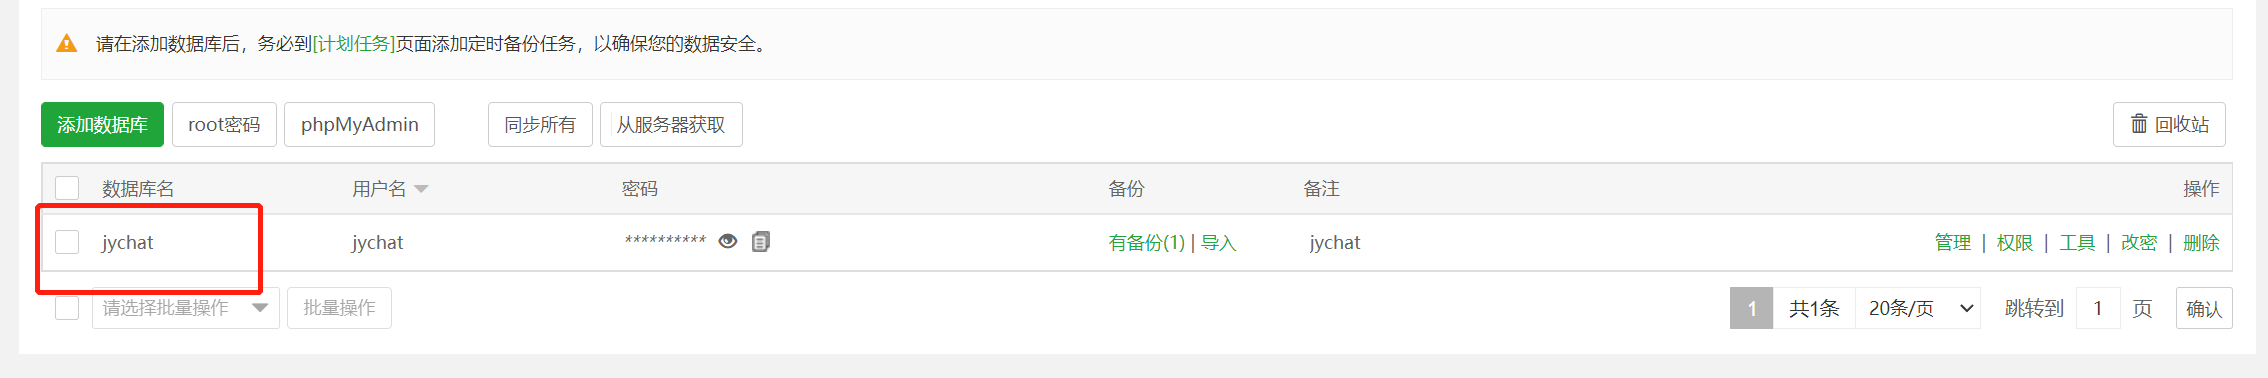 请在添加数据库后，务必到[计划任务]页面添加定时备份任务，以确保您的数据安全。
添加数据库 root密码 phpMyAdmin 同步所有 从服务器获取 回收站
数据库名 用户名 密码 备份 备注 操作
jychat jychat ********** 有备份(1) | 导入 jychat 管理 | 权限 | 工具 | 改密 | 删除
请选择批量操作 批量操作 1 共1条 20条/页 跳转到 1 页 确认